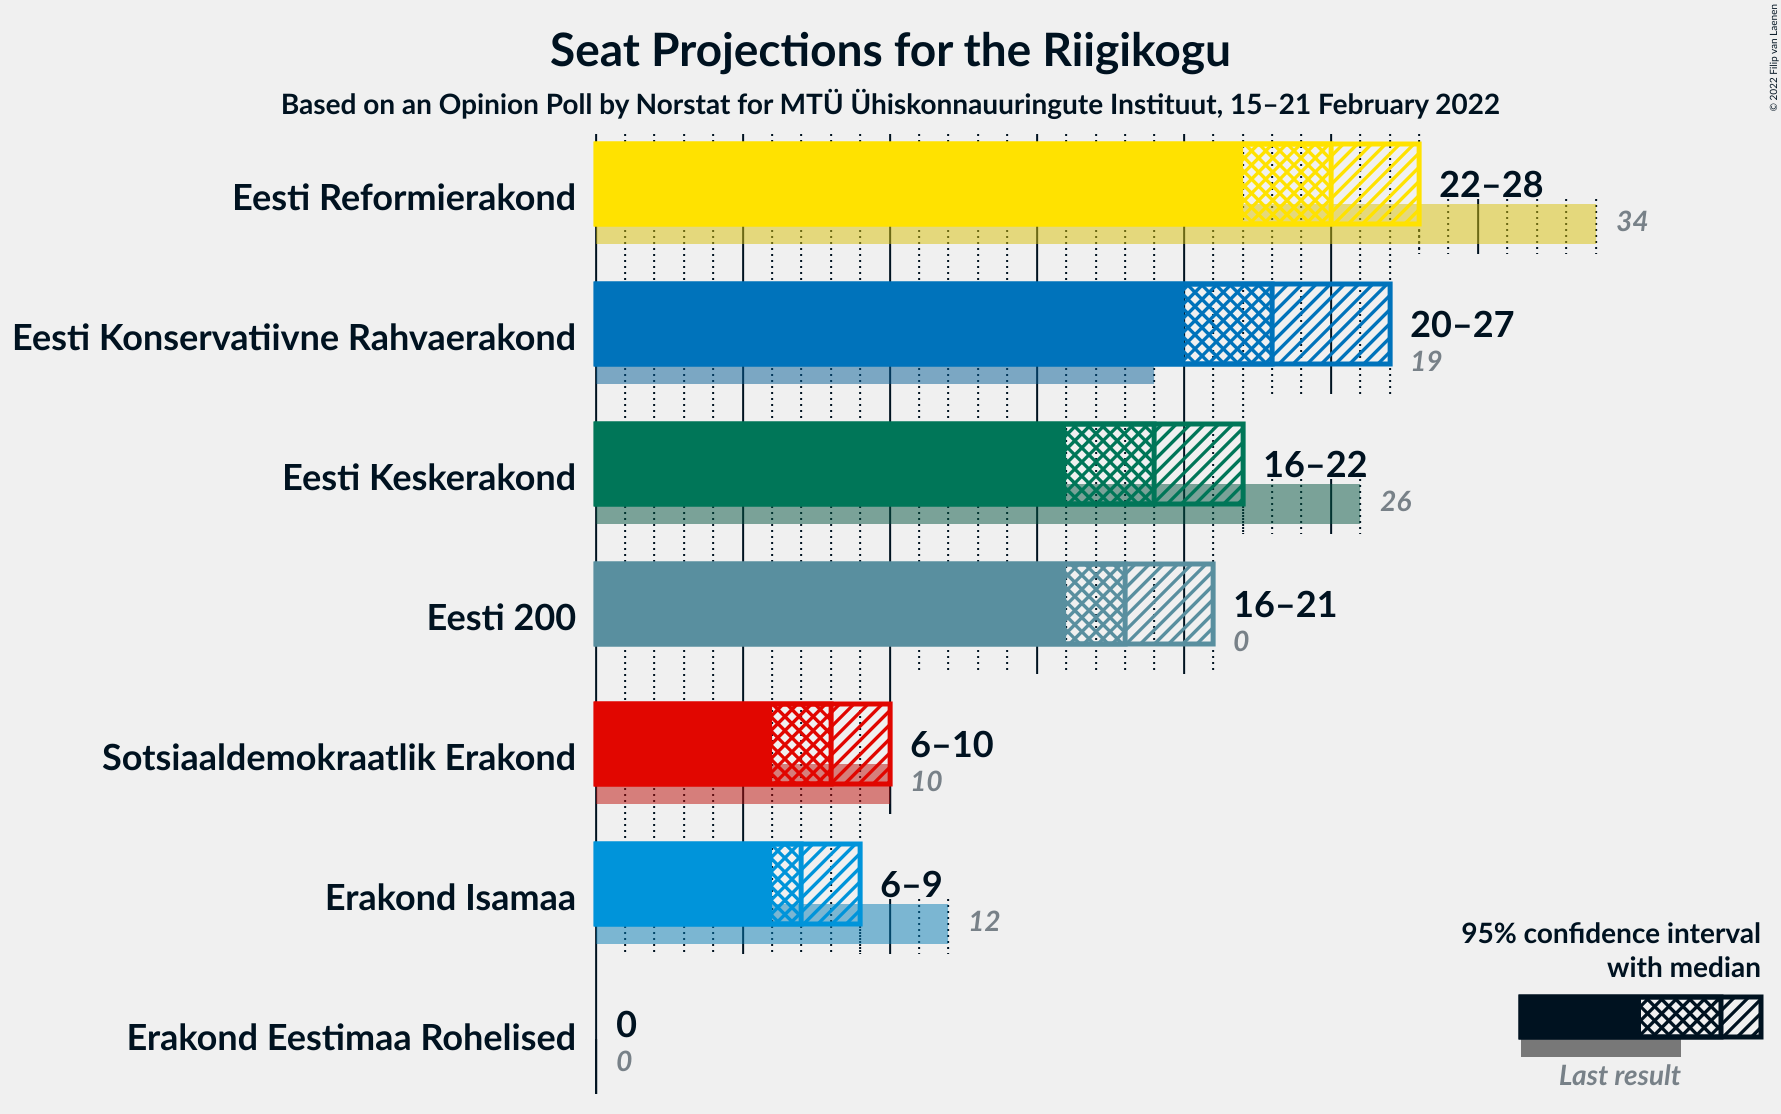 Seat Projections for the Riigikogu
Based on an Opinion Poll by Norstat for MTÜ Ühiskonnauuringute Instituut, 15–21 February 2022
© 2022 Filip van Laenen
Eesti Reformierakond
22–28
34
Eesti Konservatiivne Rahvaerakond
20–27
19
Eesti Keskerakond
16–22
26
Eesti 200
16–21
0
Sotsiaaldemokraatlik Erakond
6–10
10
Erakond Isamaa
6–9
12
Erakond Eestimaa Rohelised
0
0
95% confidence interval
with median
Last result